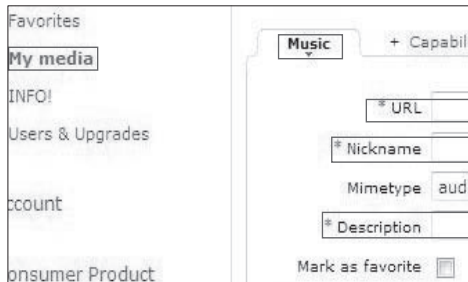 Favorites
My media
INFO!
Users & Upgrades
ccount
onsumer Product
Music + Capabil
* URL
* Nickname
Mimetype aud
* Description
Mark as favorite